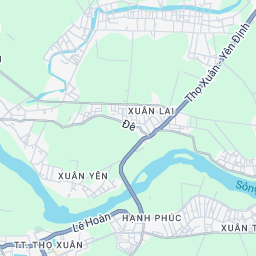 Thọ Xuân - Yên Định
XUÂN LAI
Đê
XUÂN YÊN
Sông
Lê Hoàn
HẠNH PHÚC
XUÂN T
TT. THỌ XUÂN